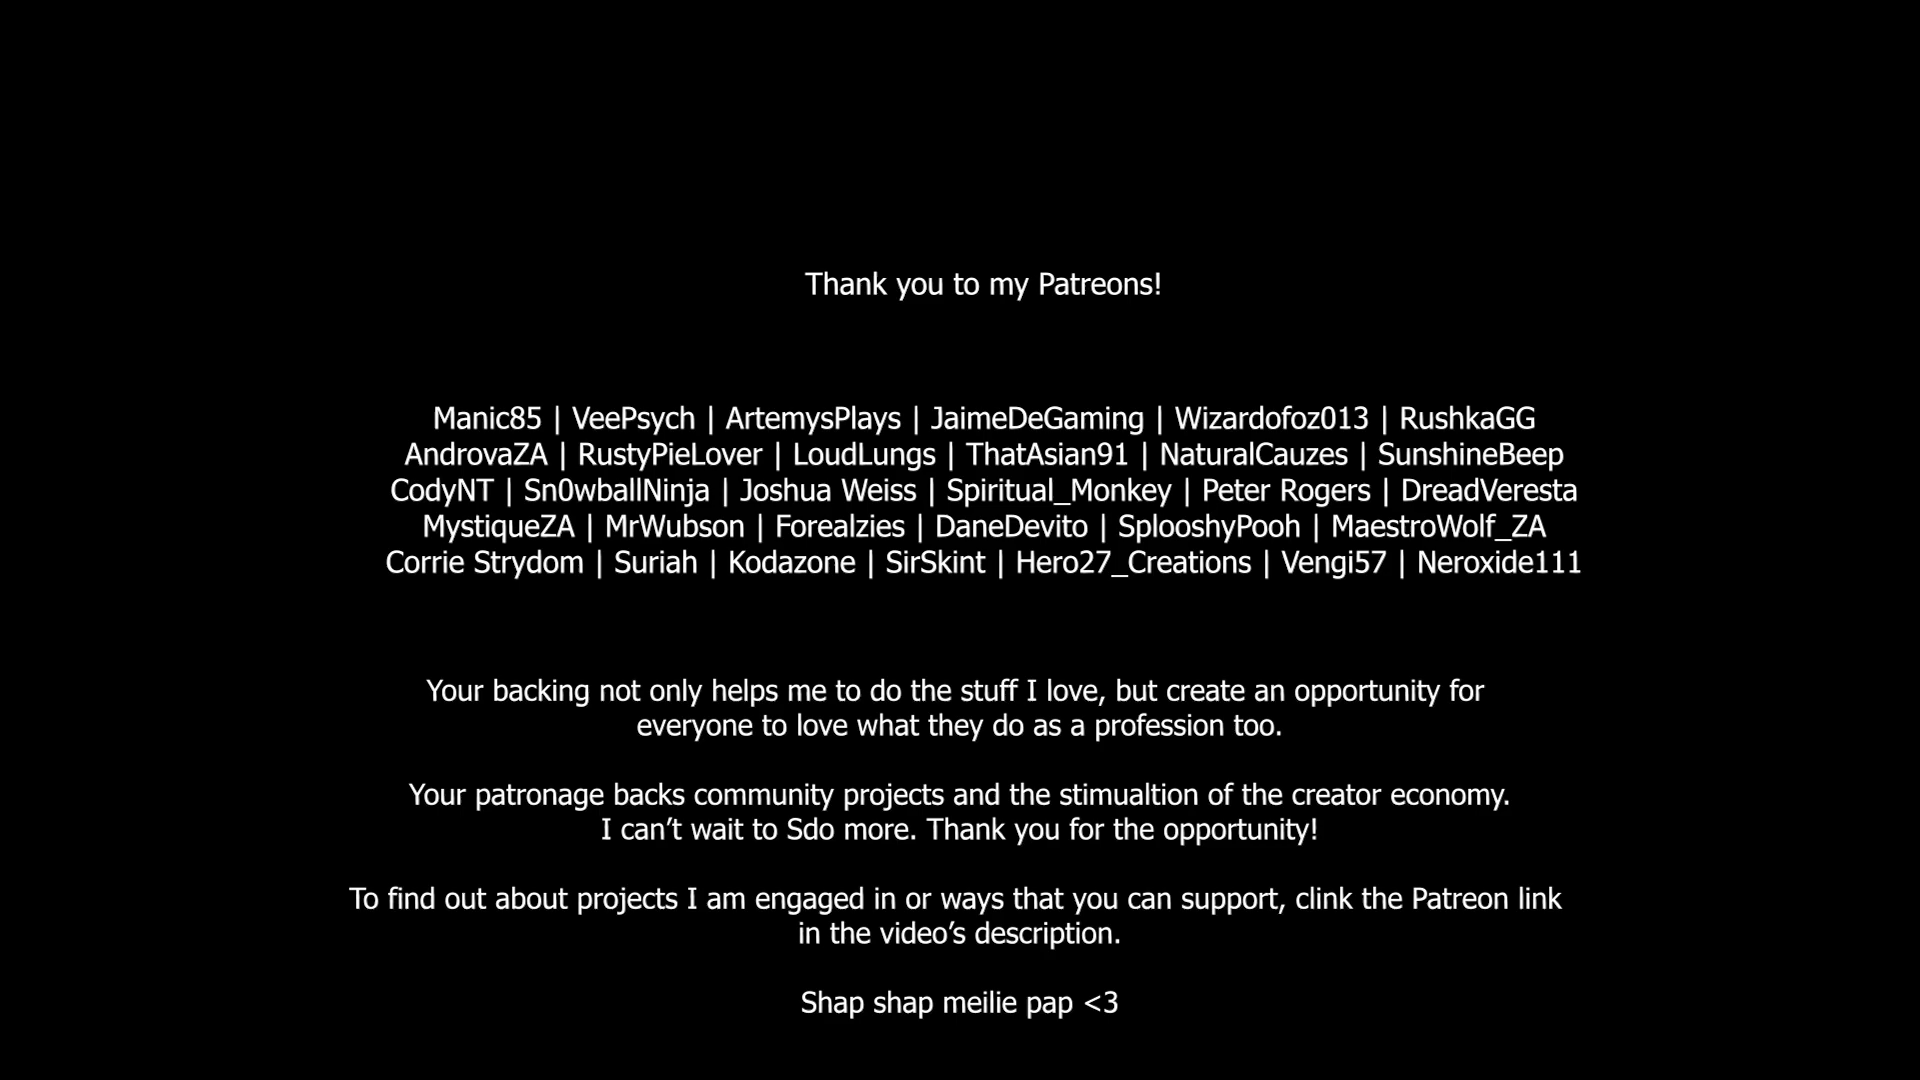 Thank you to my Patreons!
Manic85 | VeePsych | ArtemysPlays | JaimeDeGaming | Wizardofoz013 | RushkaGG
AndrovaZA | RustyPieLover | LoudLungs | ThatAsian91 | NaturalCauzes | SunshineBeep
CodyNT | Sn0wballNinja | Joshua Weiss | Spiritual_Monkey | Peter Rogers | DreadVeresta
MystiqueZA | MrWubson | Forealzies | DaneDevito | SplooshyPooh | MaestroWolf_ZA
Corrie Strydom | Suriah | Kodazone | SirSkint | Hero27_Creations | Vengi57 | Neroxide111
Your backing not only helps me to do the stuff I love, but create an opportunity for
everyone to love what they do as a profession too.
Your patronage backs community projects and the stimualtion of the creator economy.
I can’t wait to Sdo more. Thank you for the opportunity!
To find out about projects I am engaged in or ways that you can support, clink the Patreon link
in the video’s description.
Shap shap meilie pap <3